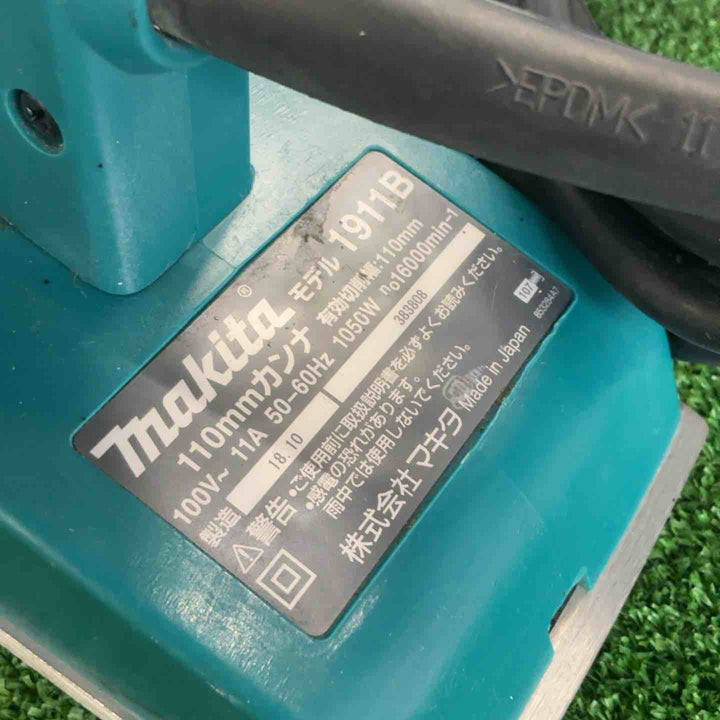 >EPDM<
makita® モデル 1911B
110mmカンナ 有効切削幅:110mm
100V～ 11A 50-60Hz 1050W n₀16000min-1
製造 18.10 383808
⚠警告 •ご使用前に取扱説明書を必ずよくお読みください。
•感電の恐れがあります。
雨中では使用しないでください。
株式会社 マキタ Made in Japan
107
853284A7